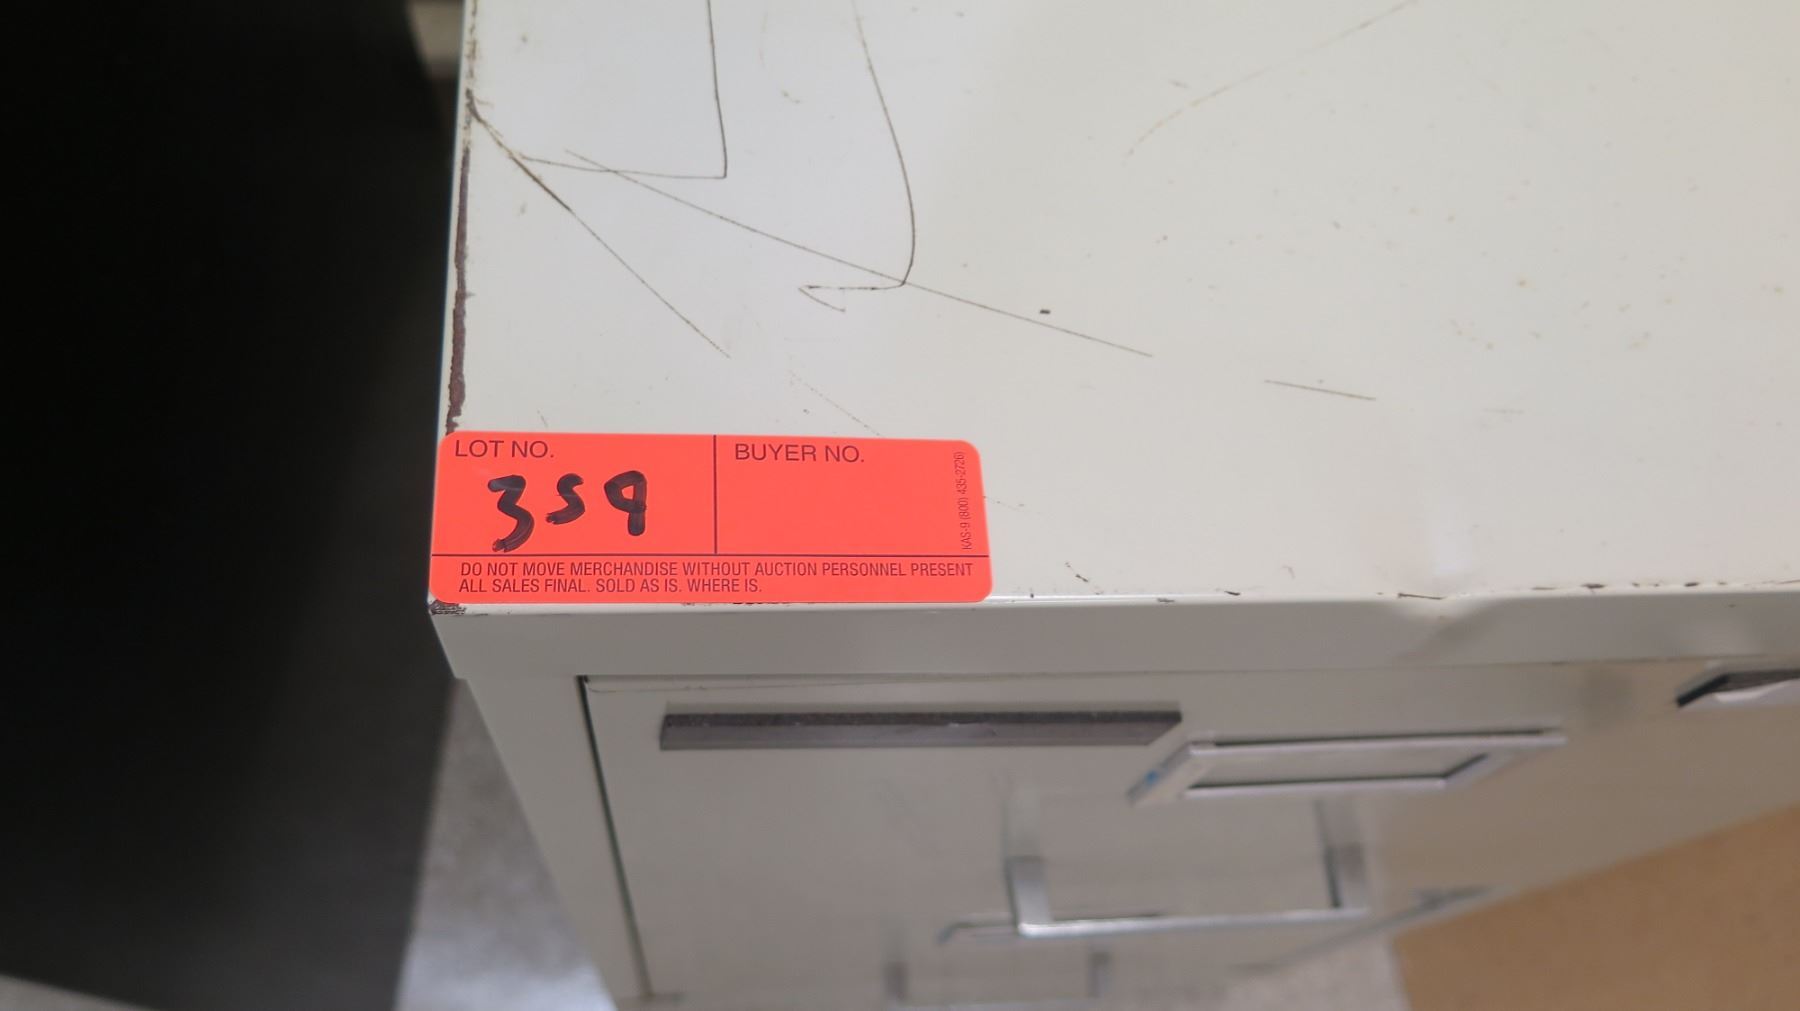 LOT NO.
359
BUYER NO.
KAS-9 (800) 435-2726)
DO NOT MOVE MERCHANDISE WITHOUT AUCTION PERSONNEL PRESENT
ALL SALES FINAL. SOLD AS IS. WHERE IS.